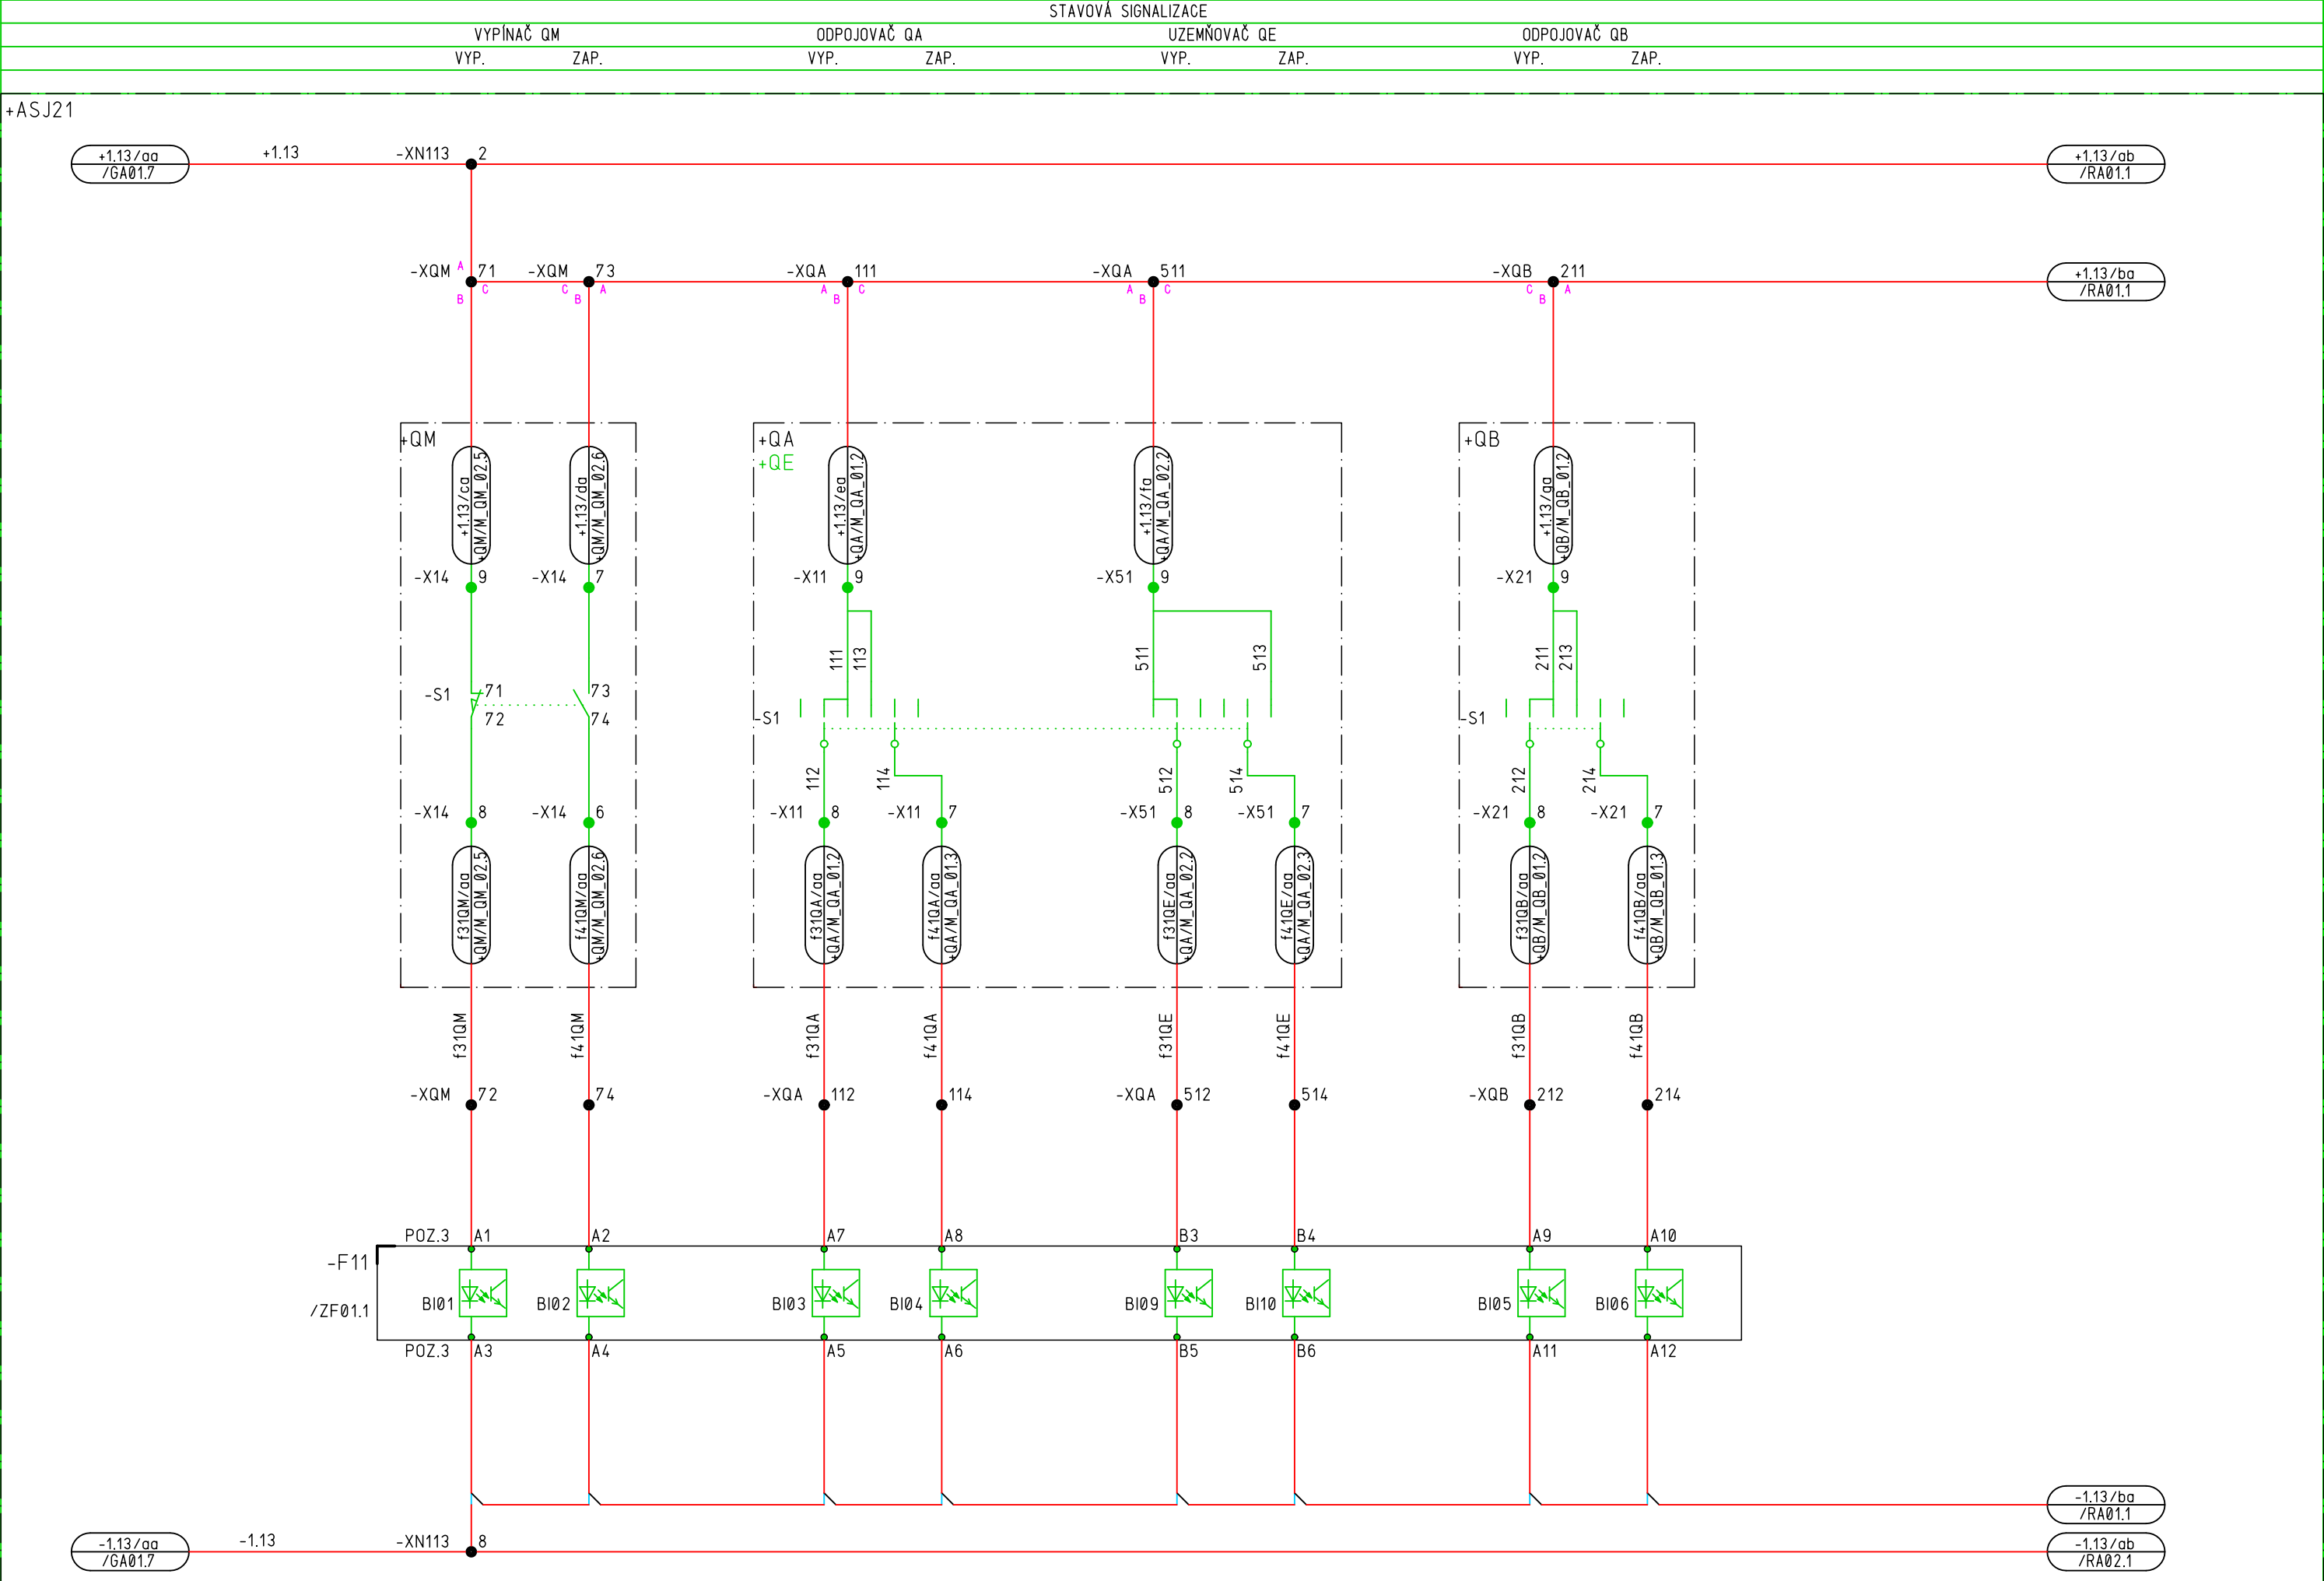 STAVOVÁ SIGNALIZACE
VYPÍNAČ QM ODPOJOVAČ QA UZEMŇOVAČ QE ODPOJOVAČ QB
VYP. ZAP. VYP. ZAP. VYP. ZAP. VYP. ZAP.
+ASJ21
+1.13/aa +1.13 -XN113 2 +1.13/ab
/GA01.7 /RA01.1
-XQM A 71 -XQM 73 -XQA 111 -XQA 511 -XQB 211 +1.13/ba
B C C B A A B C A B C C B A /RA01.1
+QM +QA +QB
+QE
+1.13/ca +1.13/da +1.13/ea +1.13/fa +1.13/ga
+QM/M_QM_02.5 +QM/M_QM_02.6 +QA/M_QA_01.2 +QA/M_QA_02.2 +QB/M_QB_01.2
-X14 9 -X14 7 -X11 9 -X51 9 -X21 9
111 113 511 513 211 213
-S1 71 73
72 74 -S1 -S1
112 114 512 514 212 214
-X14 8 -X14 6 -X11 8 -X11 7 -X51 8 -X51 7 -X21 8 -X21 7
f31QM/aa f41QM/aa f31QA/aa f41QA/aa f31QE/aa f41QE/aa f31QB/aa f41QB/aa
+QM/M_QM_02.5 +QM/M_QM_02.6 +QA/M_QA_01.2 +QA/M_QA_01.3 +QA/M_QA_02.2 +QA/M_QA_02.3 +QB/M_QB_01.2 +QB/M_QB_01.3
f31QM f41QM f31QA f41QA f31QE f41QE f31QB f41QB
-XQM 72 74 -XQA 112 114 -XQA 512 514 -XQB 212 214
POZ.3 A1 A2 A7 A8 B3 B4 A9 A10
-F11
/ZF01.1 BI01 BI02 BI03 BI04 BI09 BI10 BI05 BI06
POZ.3 A3 A4 A5 A6 B5 B6 A11 A12
-1.13/ba
/RA01.1
-1.13/aa -1.13 -XN113 8 -1.13/ab
/GA01.7 /RA02.1